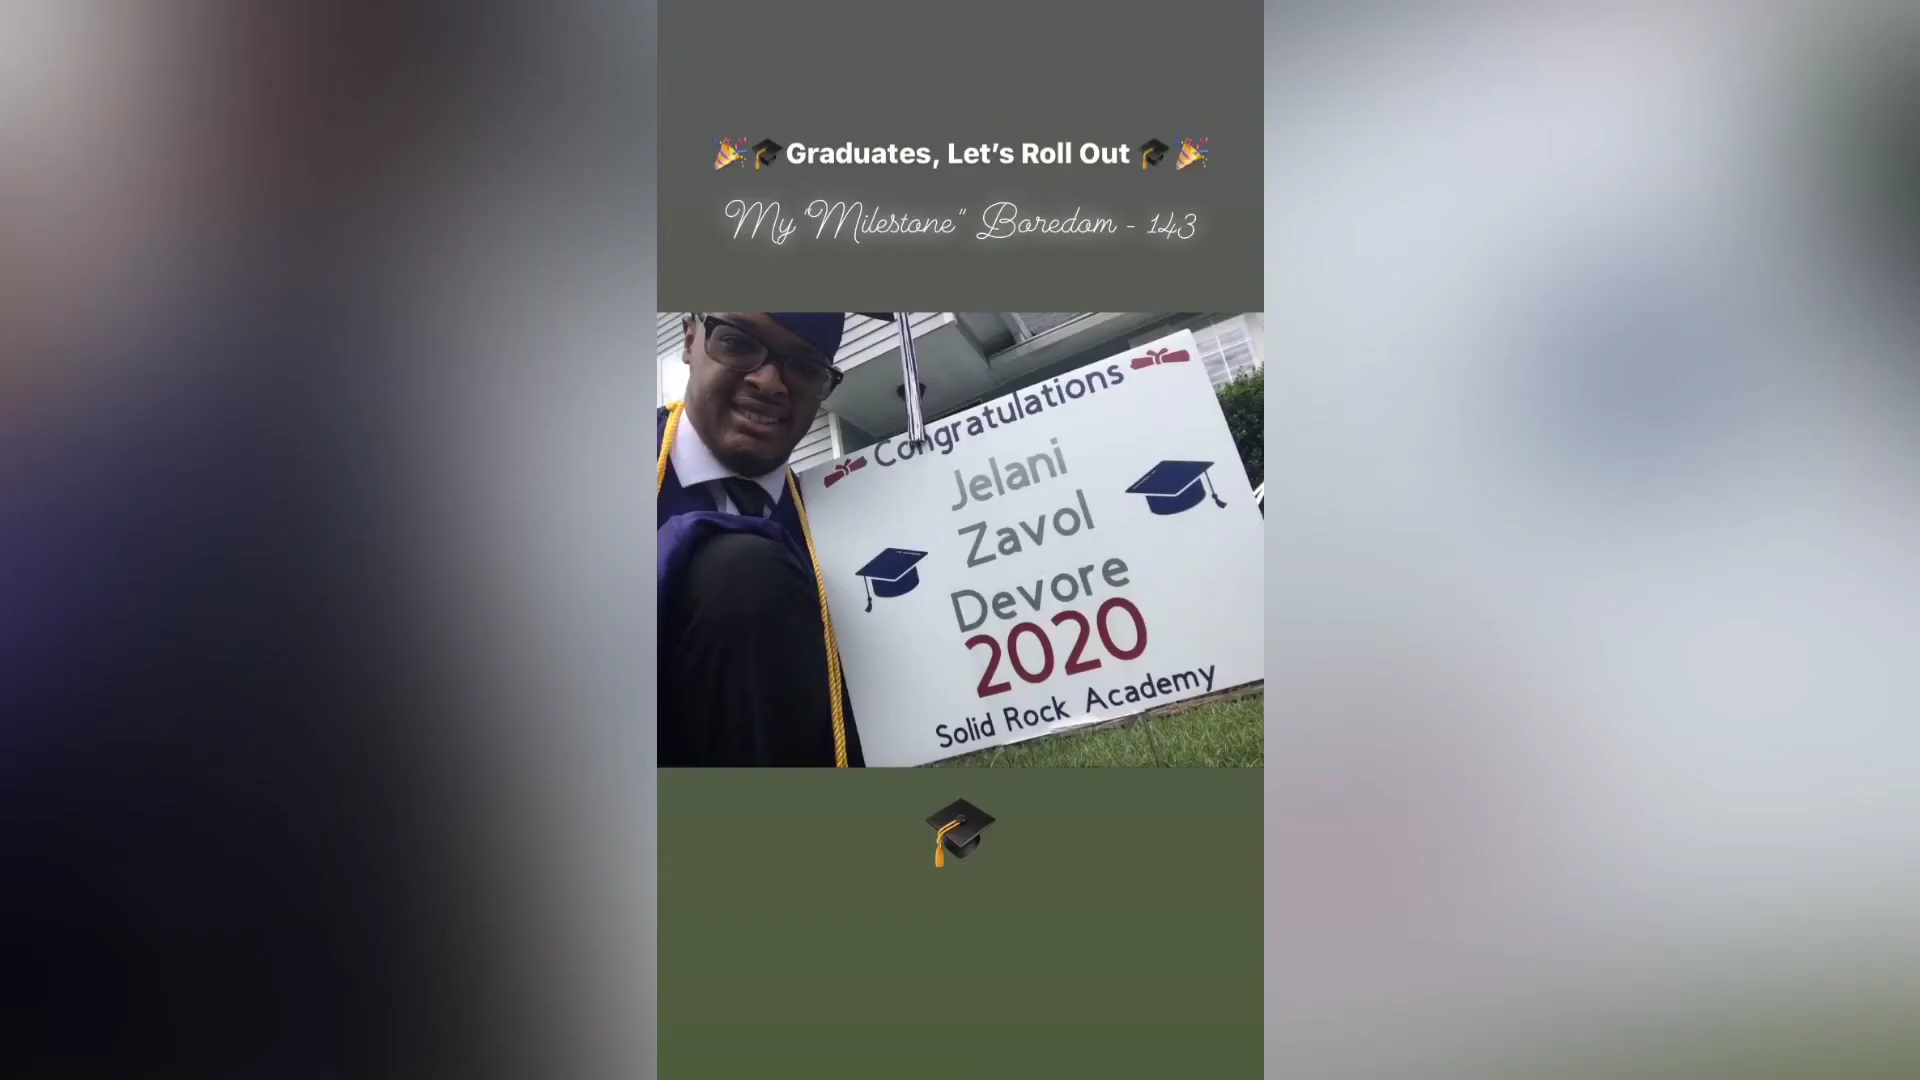 🎉🎓Graduates, Let’s Roll Out 🎓🎉
My "Milestone" Boredom - 143
Congratulations
Jelani
Zavol
Devore
2020
Solid Rock Academy